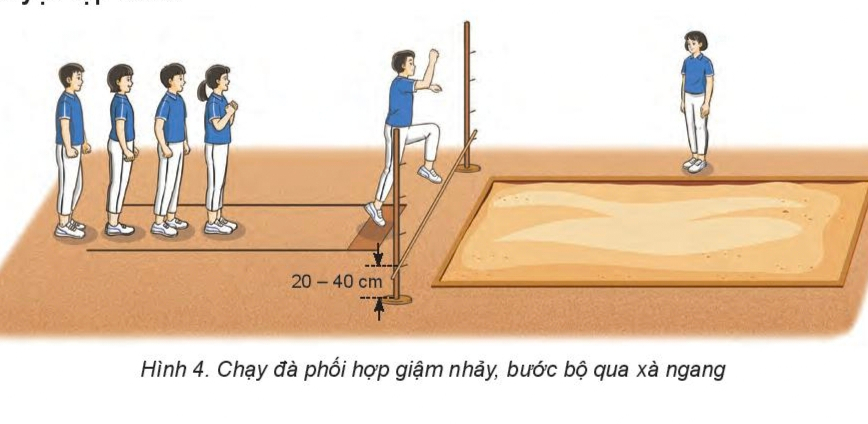 20 – 40 cm
Hình 4. Chạy đà phối hợp giậm nhảy, bước bộ qua xà ngang